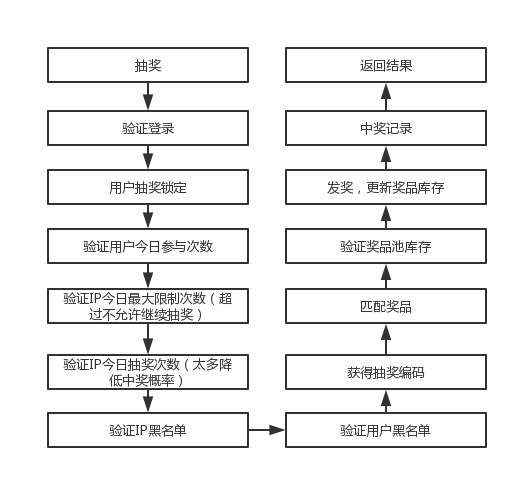 抽奖
验证登录
用户抽奖锁定
验证用户今日参与次数
验证IP今日最大限制次数（超
过不允许继续抽奖）
验证IP今日抽奖次数（太多降
低中奖概率）
验证IP黑名单
验证用户黑名单
获得抽奖编码
匹配奖品
验证奖品池库存
发奖，更新奖品库存
中奖记录
返回结果